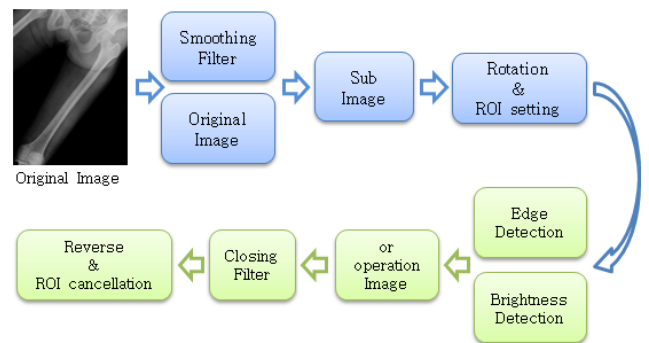 Original Image
Smoothing
Filter
Original
Image
Sub
Image
Rotation
&
ROI setting
Edge
Detection
Brightness
Detection
or
operation
Image
Closing
Filter
Reverse
&
ROI cancellation